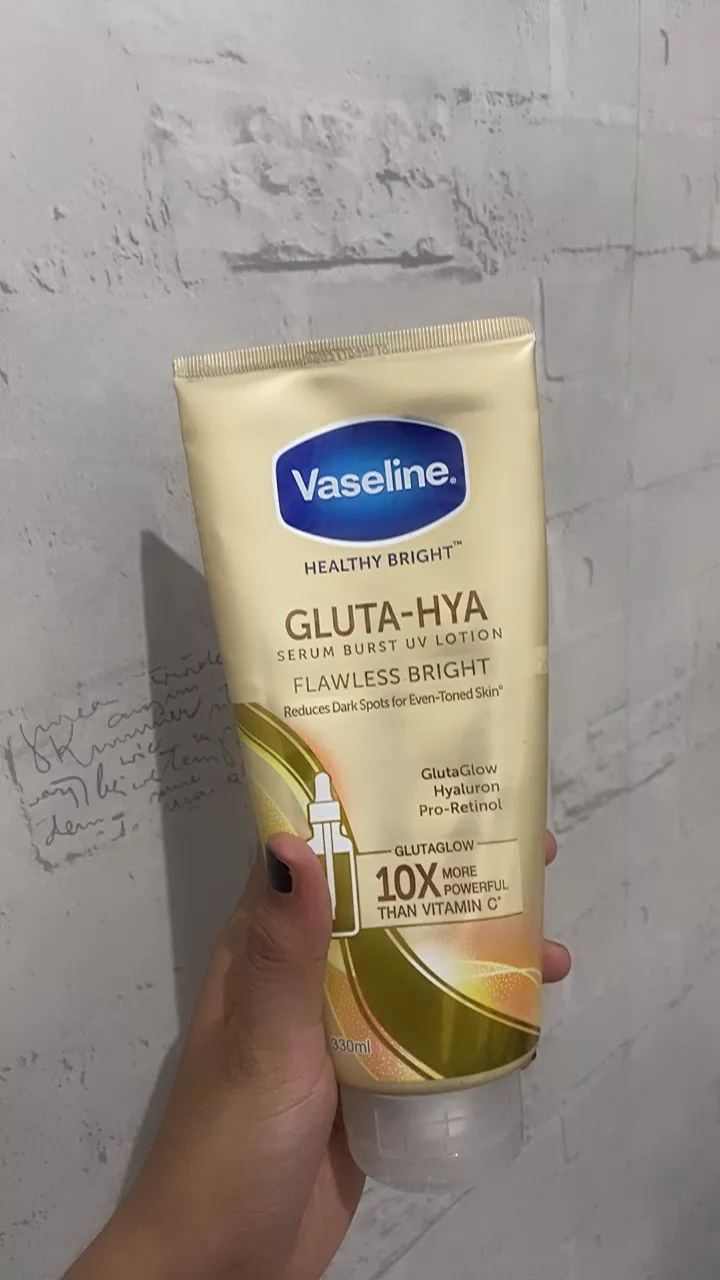 Vaseline®
HEALTHY BRIGHT™
GLUTA-HYA
SERUM BURST UV LOTION
FLAWLESS BRIGHT
Reduces Dark Spots for Even-Toned Skin°
GlutaGlow
Hyaluron
Pro-Retinol
GLUTAGLOW
10X MORE
POWERFUL
THAN VITAMIN C*
330ml